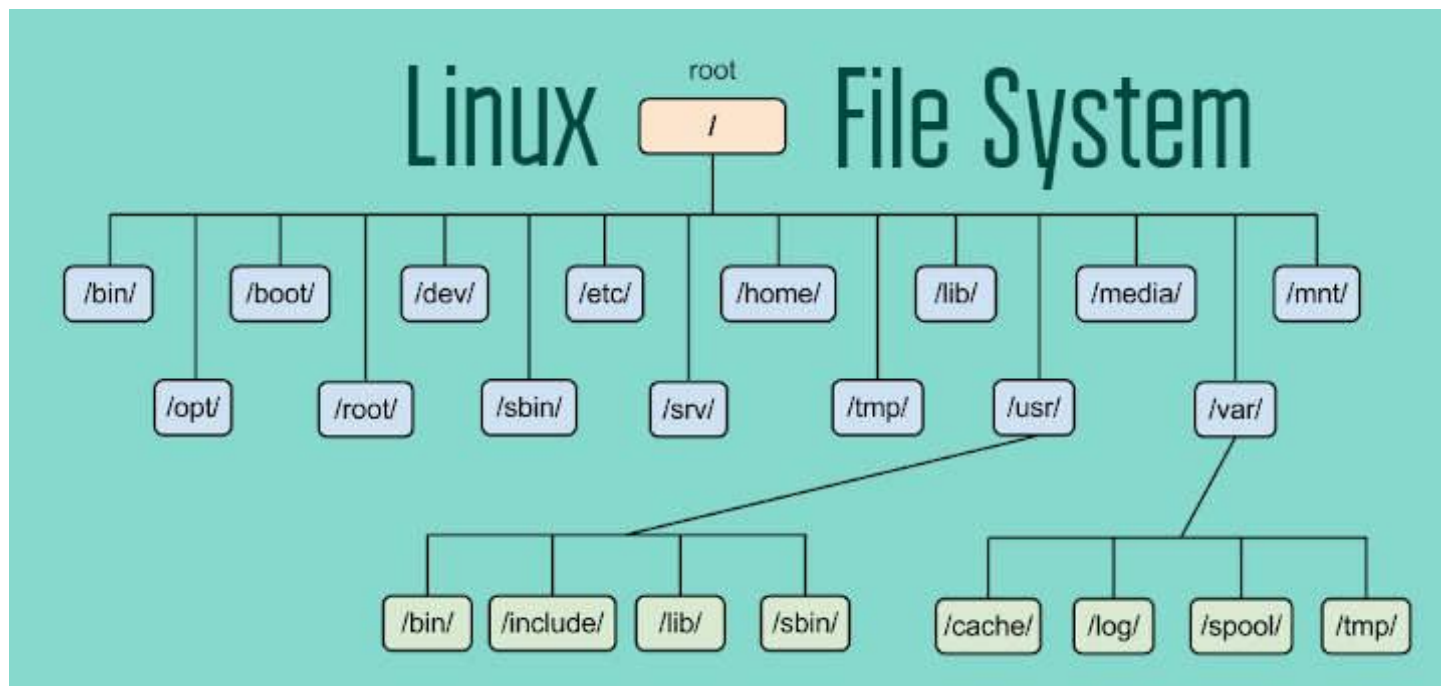 root
Linux / File System
/bin/ /boot/ /dev/ /etc/ /home/ /lib/ /media/ /mnt/
/opt/ /root/ /sbin/ /srv/ /tmp/ /usr/ /var/
/bin/ /include/ /lib/ /sbin/ /cache/ /log/ /spool/ /tmp/